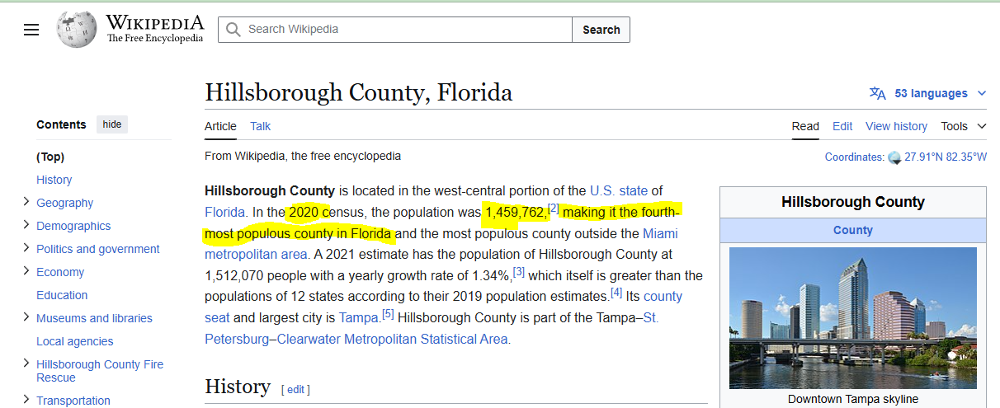 WIKIPEDIA
The Free Encyclopedia
Search Wikipedia
Search
Hillsborough County, Florida
53 languages
Contents
hide
Article
Talk
Read
Edit
View history
Tools
(Top)
From Wikipedia, the free encyclopedia
Coordinates: 27.91°N 82.35°W
History
Geography
Demographics
Politics and government
Economy
Education
Museums and libraries
Local agencies
Hillsborough County Fire
Rescue
Transportation
Hillsborough County is located in the west-central portion of the U.S. state of
Florida. In the 2020 census, the population was 1,459,762,[2] making it the fourth-
most populous county in Florida and the most populous county outside the Miami
metropolitan area. A 2021 estimate has the population of Hillsborough County at
1,512,070 people with a yearly growth rate of 1.34%,[3] which itself is greater than the
populations of 12 states according to their 2019 population estimates.[4] Its county
seat and largest city is Tampa.[5] Hillsborough County is part of the Tampa–St.
Petersburg–Clearwater Metropolitan Statistical Area.
History
[ edit ]
Hillsborough County
County
Downtown Tampa skyline